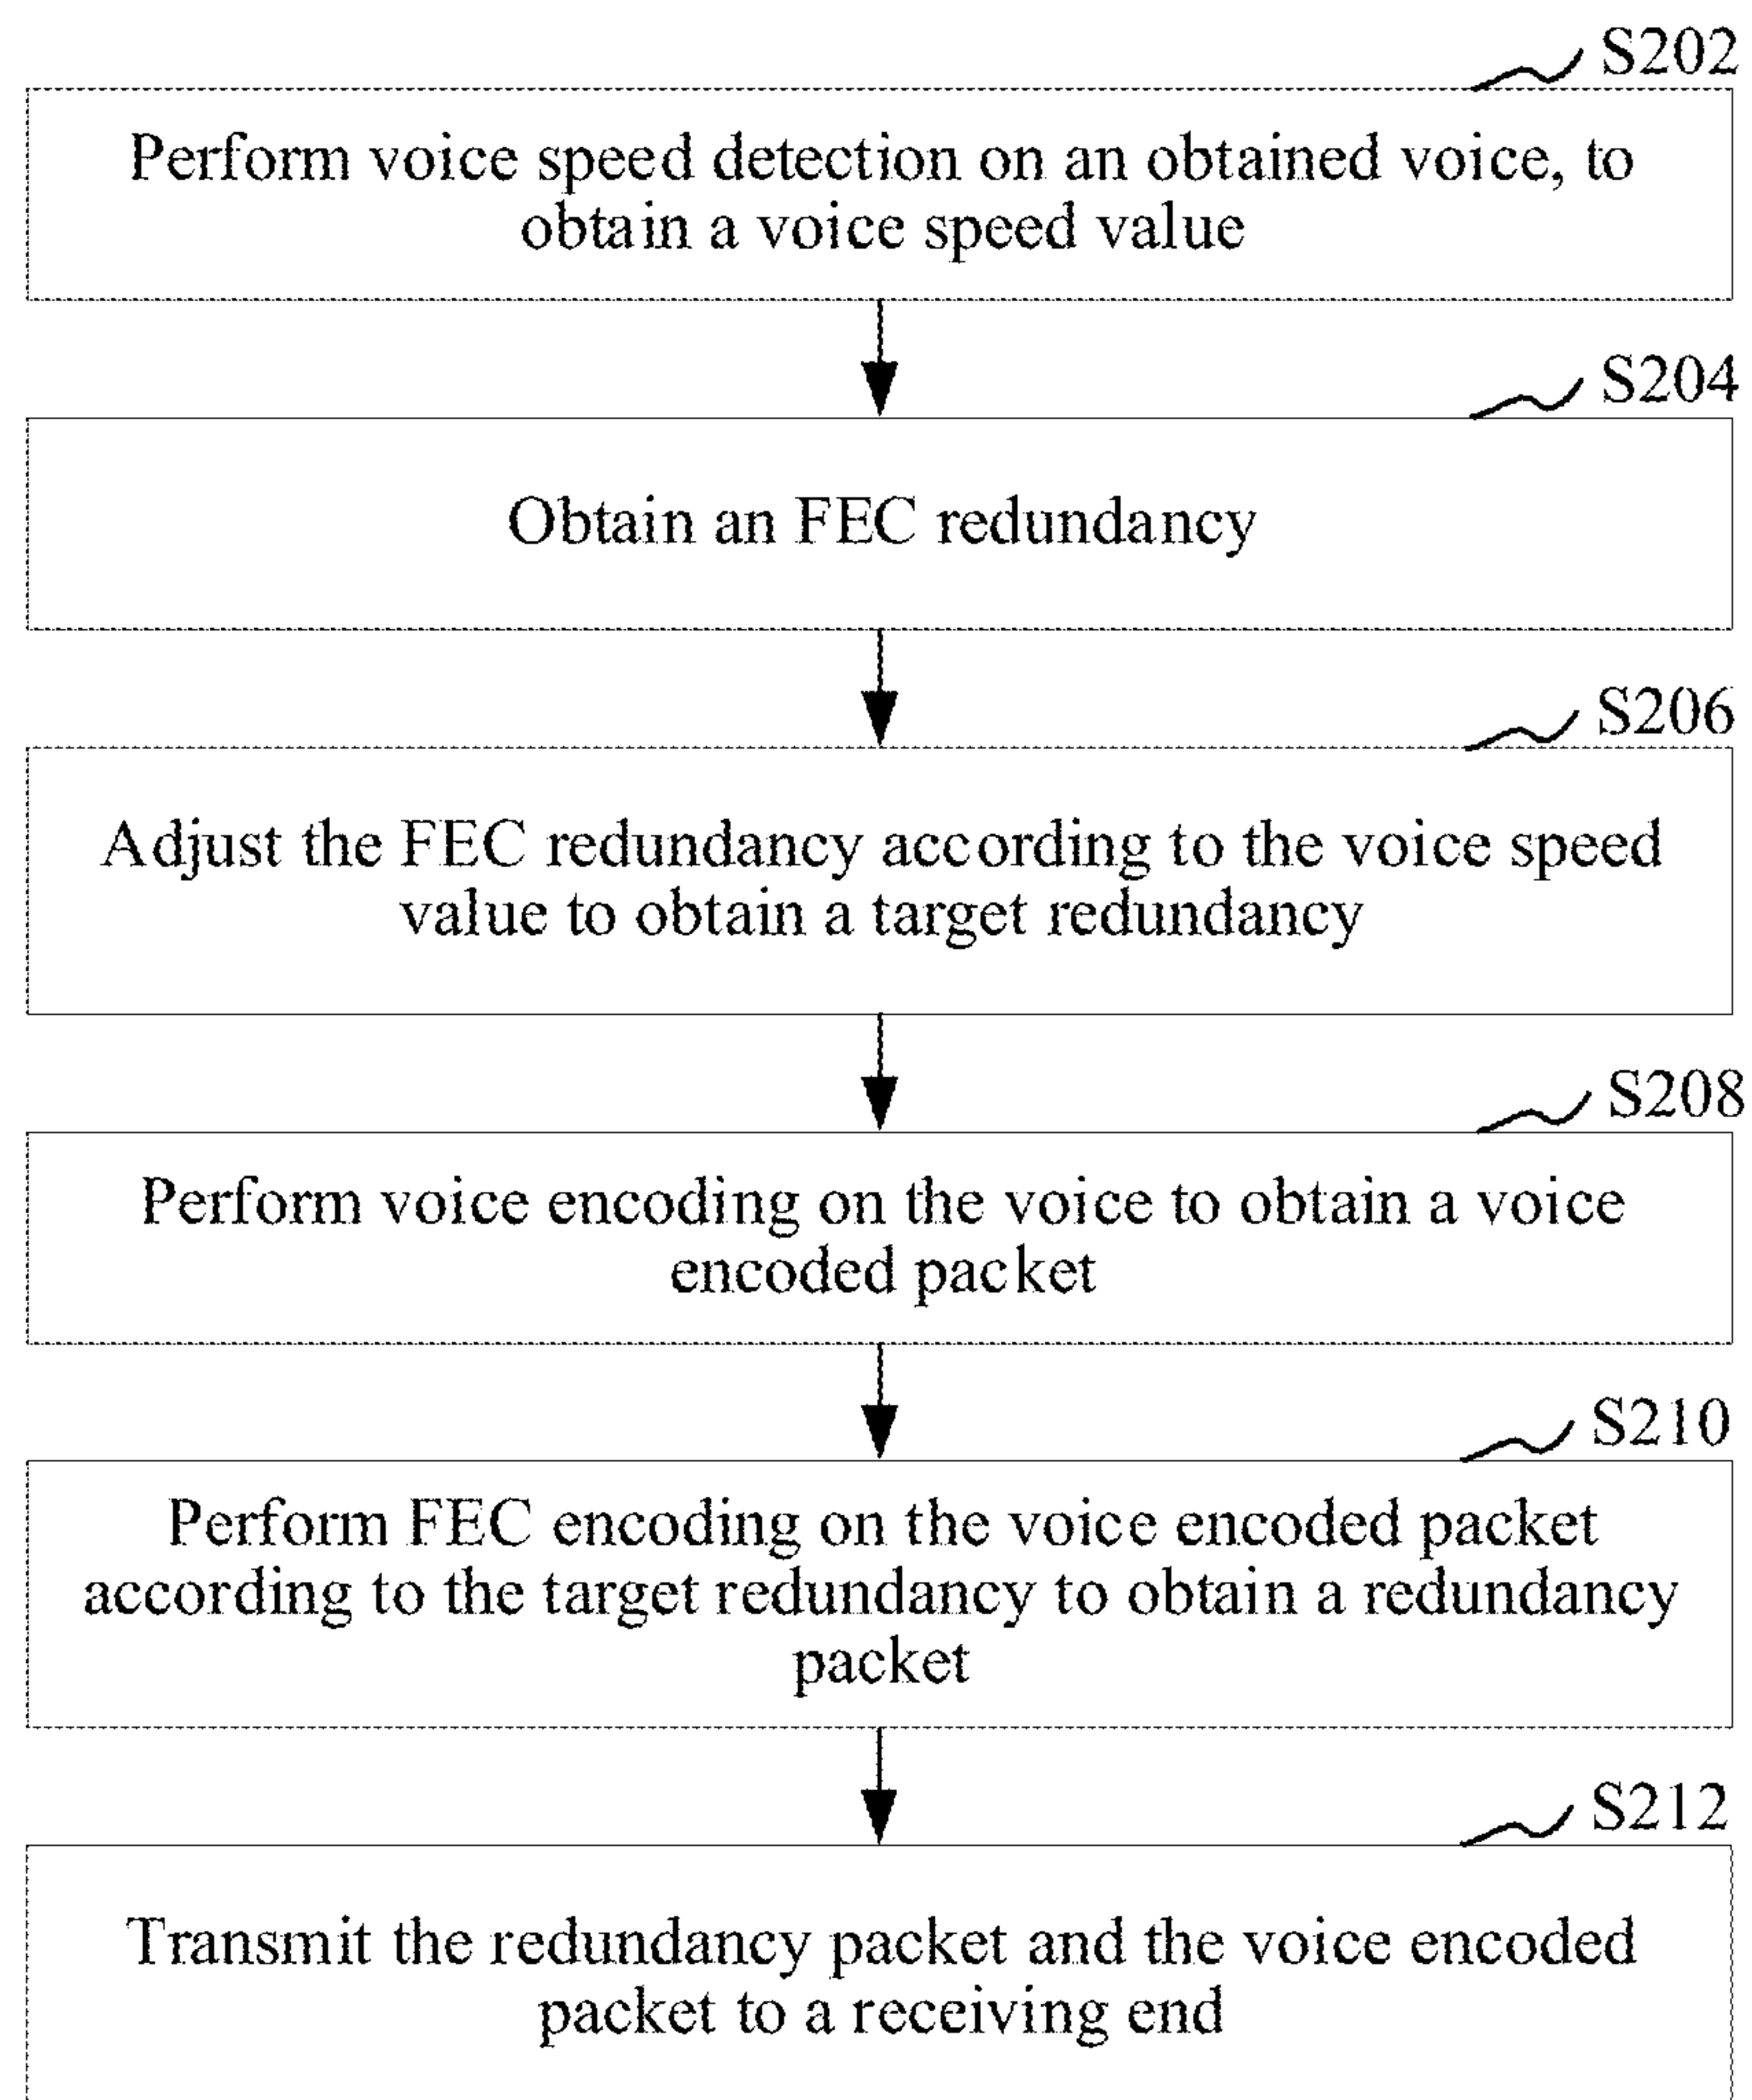 S202
Perform voice speed detection on an obtained voice, to
obtain a voice speed value
S204
Obtain an FEC redundancy
S206
Adjust the FEC redundancy according to the voice speed
value to obtain a target redundancy
S208
Perform voice encoding on the voice to obtain a voice
encoded packet
S210
Perform FEC encoding on the voice encoded packet
according to the target redundancy to obtain a redundancy
packet
S212
Transmit the redundancy packet and the voice encoded
packet to a receiving end